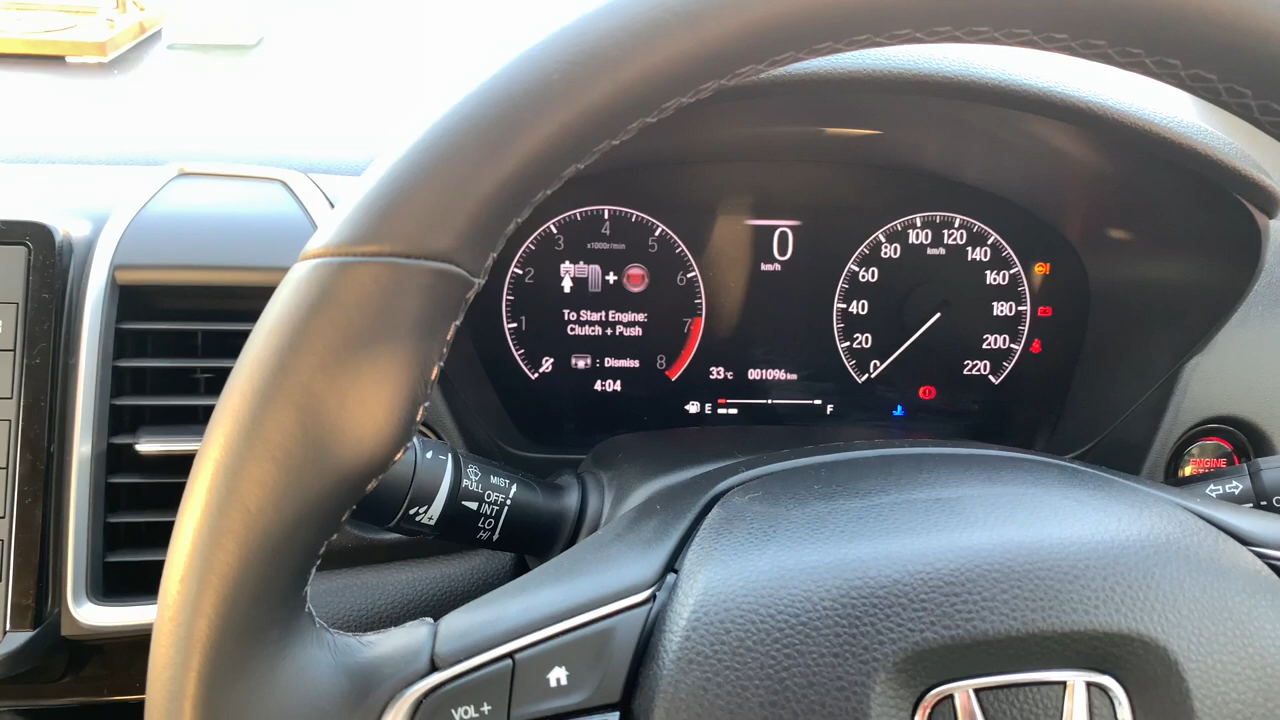 1
2
3
4
5
6
7
8
x1000r/min
To Start Engine:
Clutch + Push
: Dismiss
4:04
0
km/h
33°C 001096 km
E F
0
20
40
60
80
100
120
140
160
180
200
220
km/h
ENGINE
PULL MIST
OFF
INT
LO
HI
VOL+